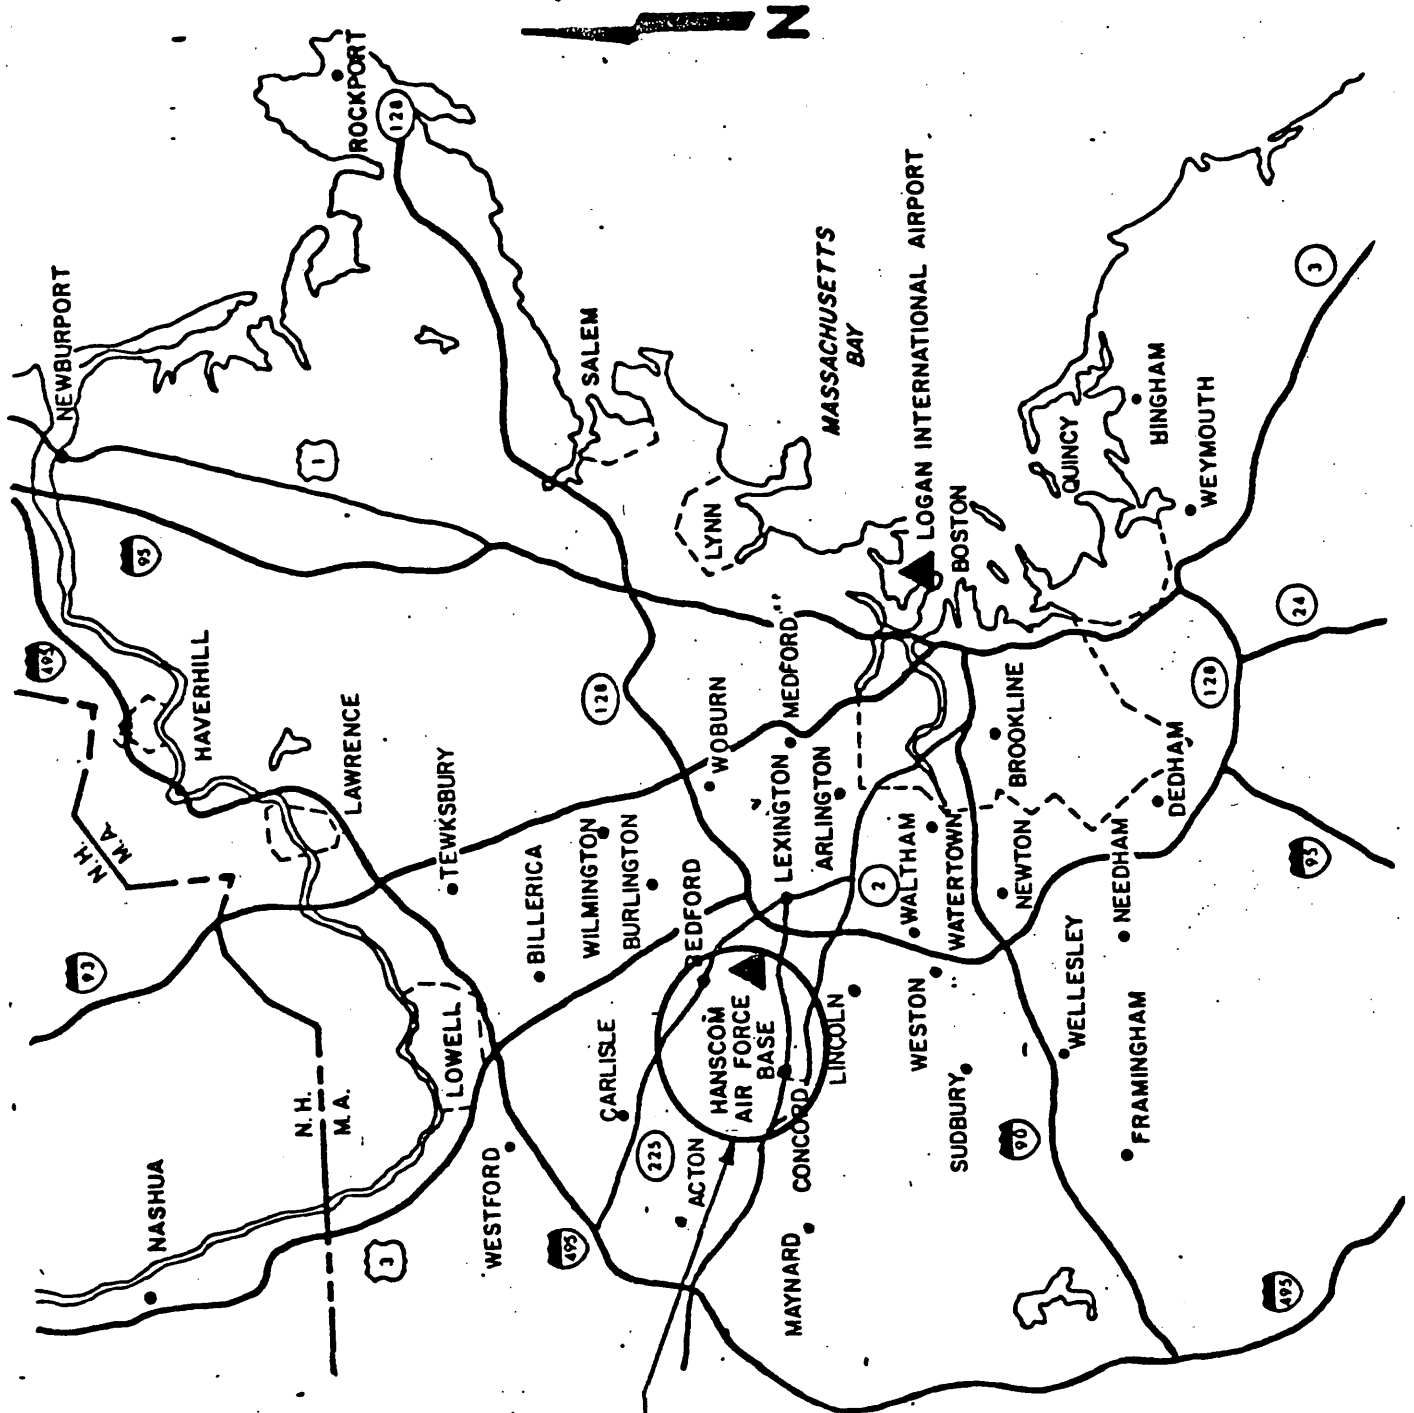 N
ROCKPORT
128
NEWBURPORT
1
95
SALEM
MASSACHUSETTS
BAY
LOGAN INTERNATIONAL AIRPORT
3
LYNN
BOSTON
QUINCY
HINGHAM
WEYMOUTH
495
HAVERHILL
LAWRENCE
N.H.
M.A.
TEWKSBURY
128
WOBURN
MEDFORD
BROOKLINE
24
128
DEDHAM
93
BILLERICA
WILMINGTON
BURLINGTON
BEDFORD
LEXINGTON
ARLINGTON
2
WALTHAM
WATERTOWN
NEWTON
NEEDHAM
95
LOWELL
CARLISLE
HANSCOM
AIR FORCE
BASE
LINCOLN
WESTON
WELLESLEY
FRAMINGHAM
N.H.
M.A.
NASHUA
3
WESTFORD
495
225
ACTON
CONCORD
MAYNARD
SUDBURY
90
495